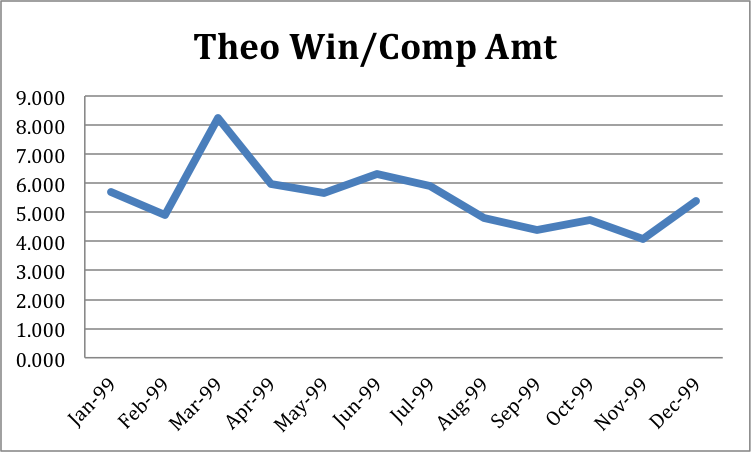 Theo Win/Comp Amt
9.000
8.000
7.000
6.000
5.000
4.000
3.000
2.000
1.000
0.000
Jan-99
Feb-99
Mar-99
Apr-99
May-99
Jun-99
Jul-99
Aug-99
Sep-99
Oct-99
Nov-99
Dec-99